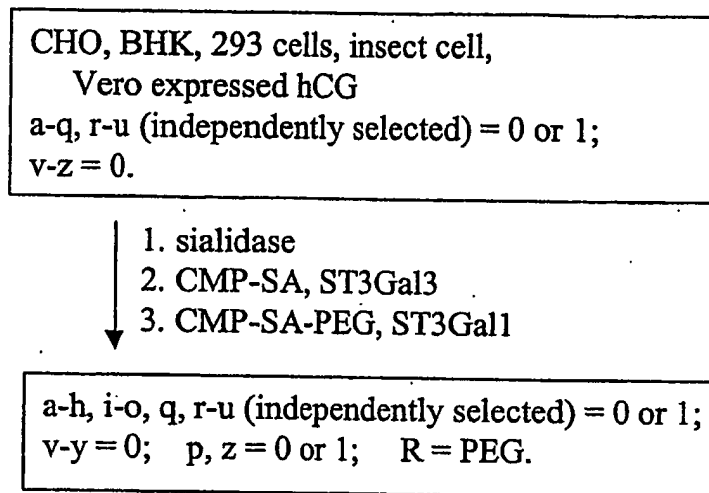 CHO, BHK, 293 cells, insect cell,
Vero expressed hCG
a-q, r-u (independently selected) = 0 or 1;
v-z = 0.
1. sialidase
2. CMP-SA, ST3Gal3
3. CMP-SA-PEG, ST3Gal1
a-h, i-o, q, r-u (independently selected) = 0 or 1;
v-y = 0; p, z = 0 or 1; R = PEG.